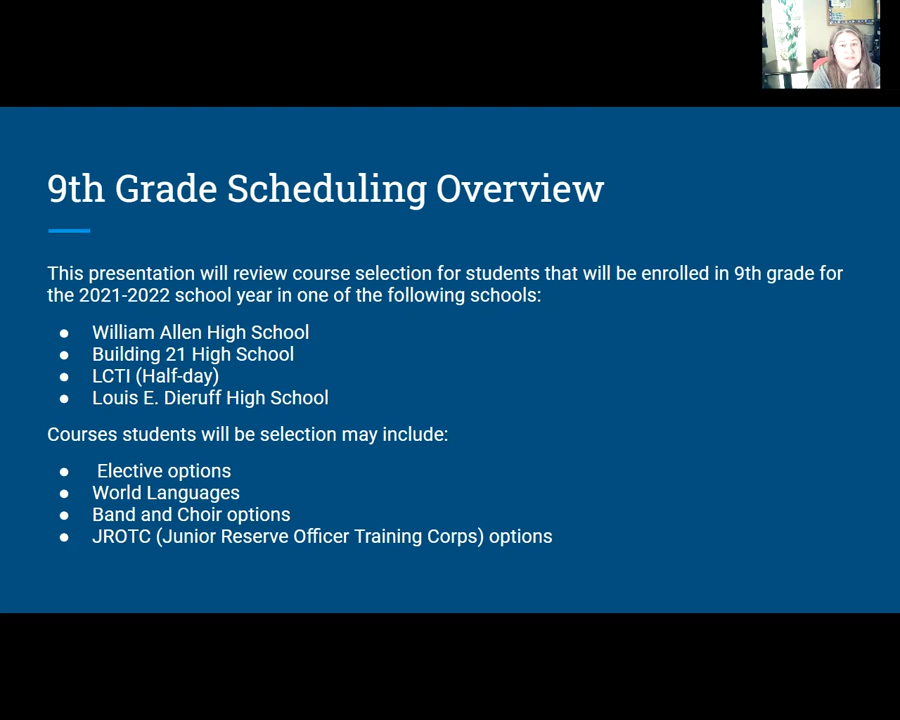 9th Grade Scheduling Overview
This presentation will review course selection for students that will be enrolled in 9th grade for
the 2021-2022 school year in one of the following schools:
● William Allen High School
● Building 21 High School
● LCTI (Half-day)
● Louis E. Dieruff High School
Courses students will be selection may include:
● Elective options
● World Languages
● Band and Choir options
● JROTC (Junior Reserve Officer Training Corps) options